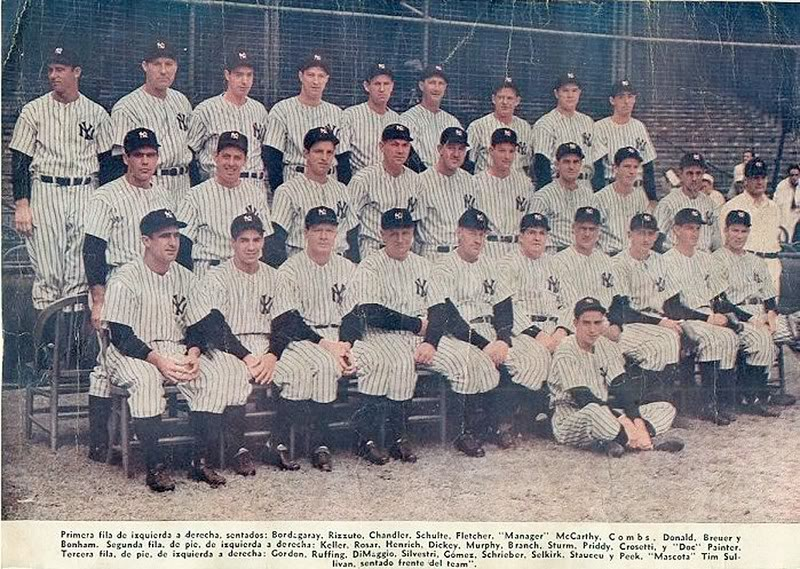 Primera fila de izquierda a derecha, sentados: Bordagaray, Rizzuto, Chandler, Schulte, Fletcher, "Manager" McCarthy, Combs, Donald, Breuer y
Bonham. Segunda fila, de pie, de izquierda a derecha: Keller, Rosar, Henrich, Dickey, Murphy, Branch, Sturm, Priddy, Crosetti, y "Doc" Painter.
Tercera fila, de pie, de izquierda a derecha: Gordon, Ruffing, DiMaggio, Silvestri, Gómez, Schrieber, Selkirk, Stauceu y Peek. "Mascota" Tim Sul-
livan, sentado frente del team".